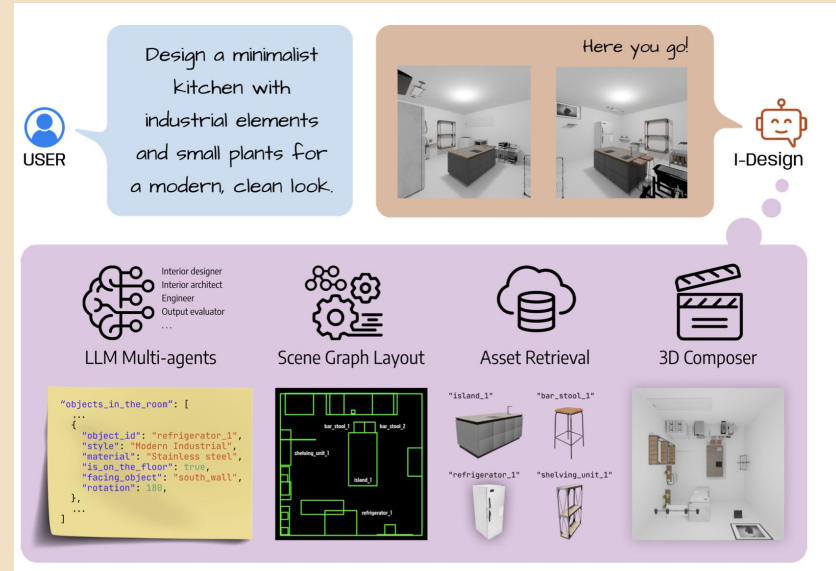 Design a minimalist
kitchen with
industrial elements
and small plants for
a modern, clean look.
USER
Here you go!
I-Design
Interior designer
Interior architect
Engineer
Output evaluator
...
LLM Multi-agents
Scene Graph Layout
Asset Retrieval
3D Composer
"objects_in_the_room": [
...
{
"object_id": "refrigerator_1",
"style": "Modern Industrial",
"material": "Stainless steel",
"is_on_the_floor": true,
"facing_object": "south_wall",
"rotation": 180,
},
...
]
bar_stool_1
bar_stool_2
shelving_unit_1
island_1
refrigerator_1
"island_1"
"bar_stool_1"
"refrigerator_1"
"shelving_unit_1"